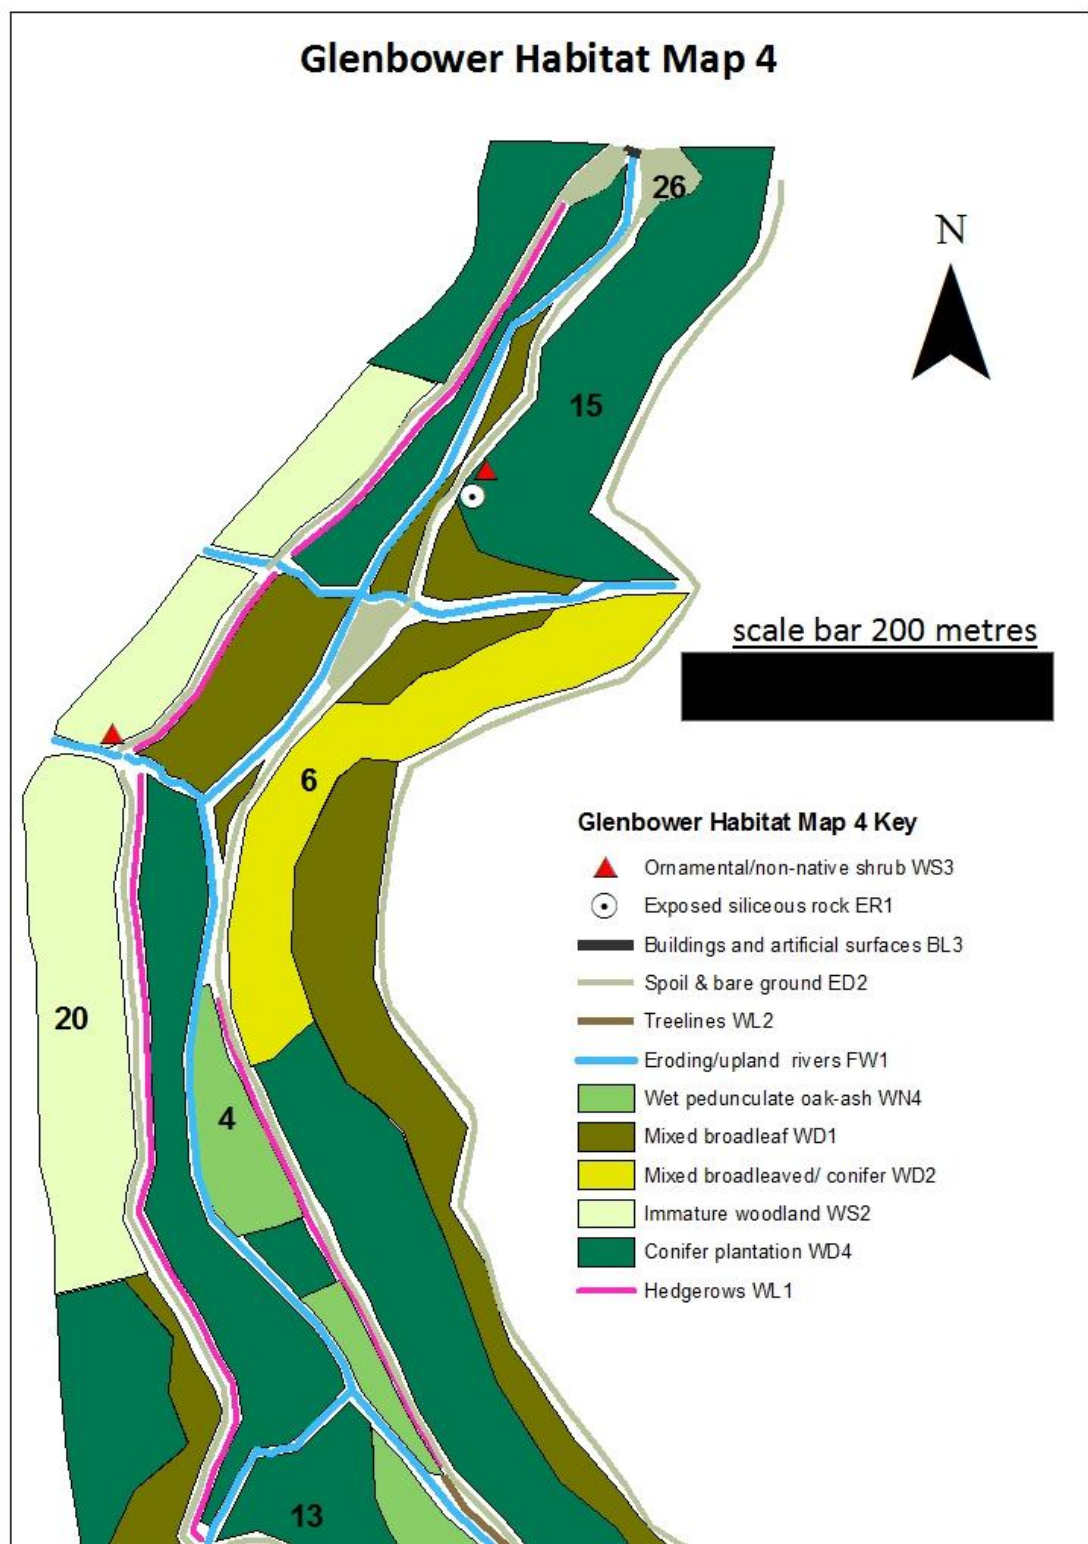 Glenbower Habitat Map 4
26
N
15
scale bar 200 metres
6
Glenbower Habitat Map 4 Key
Ornamental/non-native shrub WS3
Exposed siliceous rock ER1
Buildings and artificial surfaces BL3
Spoil & bare ground ED2
20
Treelines WL2
Eroding/upland rivers FW1
Wet pedunculate oak-ash WN4
4
Mixed broadleaf WD1
Mixed broadleaved/ conifer WD2
Immature woodland WS2
Conifer plantation WD4
Hedgerows WL1
13